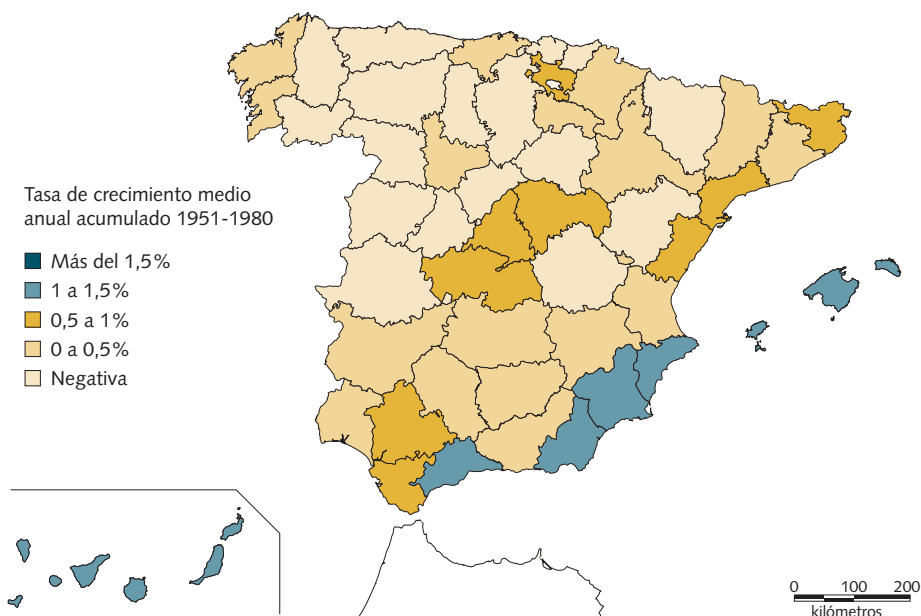 Tasa de crecimiento medio
anual acumulado 1951-1980
Más del 1,5%
1 a 1,5%
0,5 a 1%
0 a 0,5%
Negativa
0 100 200
kilómetros